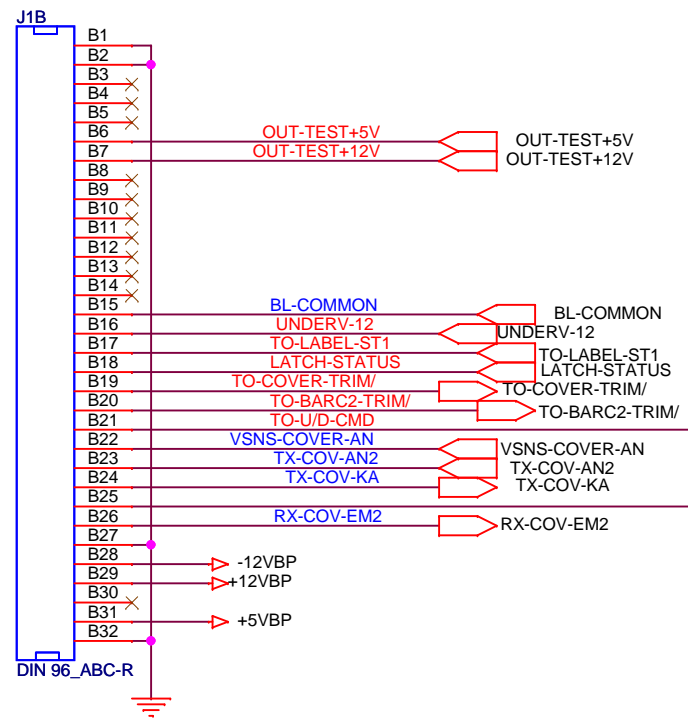 J1B
B1
B2
B3
B4
B5
B6 OUT-TEST+5V OUT-TEST+5V
B7 OUT-TEST+12V OUT-TEST+12V
B8
B9
B10
B11
B12
B13
B14
B15 BL-COMMON BL-COMMON
B16 UNDERV-12 UNDERV-12
B17 TO-LABEL-ST1 TO-LABEL-ST1
B18 LATCH-STATUS LATCH-STATUS
B19 TO-COVER-TRIM/ TO-COVER-TRIM/
B20 TO-BARC2-TRIM/ TO-BARC2-TRIM/
B21 TO-U/D-CMD
B22 VSNS-COVER-AN VSNS-COVER-AN
B23 TX-COV-AN2 TX-COV-AN2
B24 TX-COV-KA TX-COV-KA
B25
B26 RX-COV-EM2 RX-COV-EM2
B27
B28 -12VBP
B29 +12VBP
B30
B31 +5VBP
B32
DIN 96_ABC-R